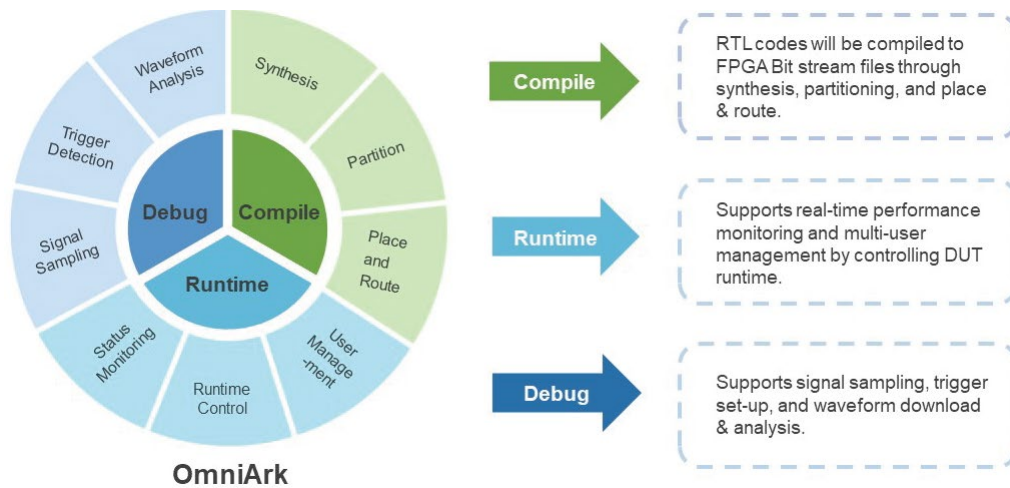 Waveform
Analysis
Synthesis
Trigger
Detection
Partition
Debug
Compile
Signal
Sampling
Place
and
Route
Runtime
Status
Monitoring
Runtime
Control
User
Manage
-ment
OmniArk
Compile
RTL codes will be compiled to
FPGA Bit stream files through
synthesis, partitioning, and place
& route.
Runtime
Supports real-time performance
monitoring and multi-user
management by controlling DUT
runtime.
Debug
Supports signal sampling, trigger
set-up, and waveform download
& analysis.